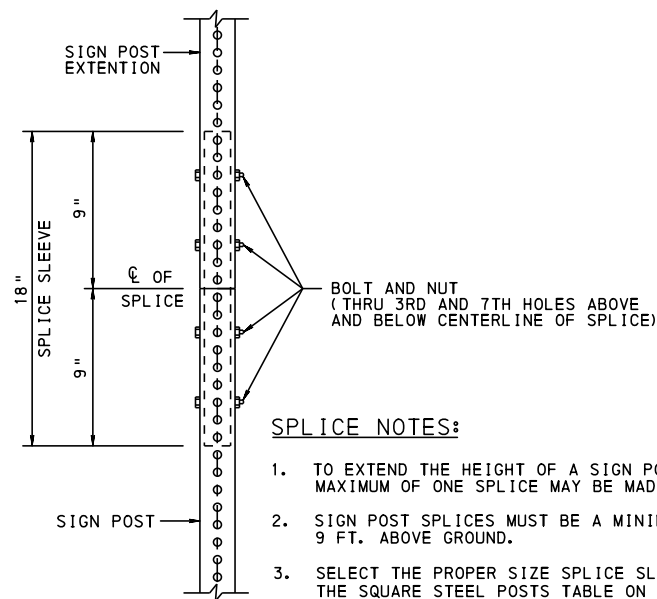 SIGN POST
EXTENTION
9"
18"
SPLICE SLEEVE
℄ OF
SPLICE
9"
BOLT AND NUT
(THRU 3RD AND 7TH HOLES ABOVE
AND BELOW CENTERLINE OF SPLICE)
SIGN POST
SPLICE NOTES:
1. TO EXTEND THE HEIGHT OF A SIGN
MAXIMUM OF ONE SPLICE MAY BE
2. SIGN POST SPLICES MUST BE A
9 FT. ABOVE GROUND.
3. SELECT THE PROPER SIZE SPLICE
THE SQUARE STEEL POSTS TABLE ON